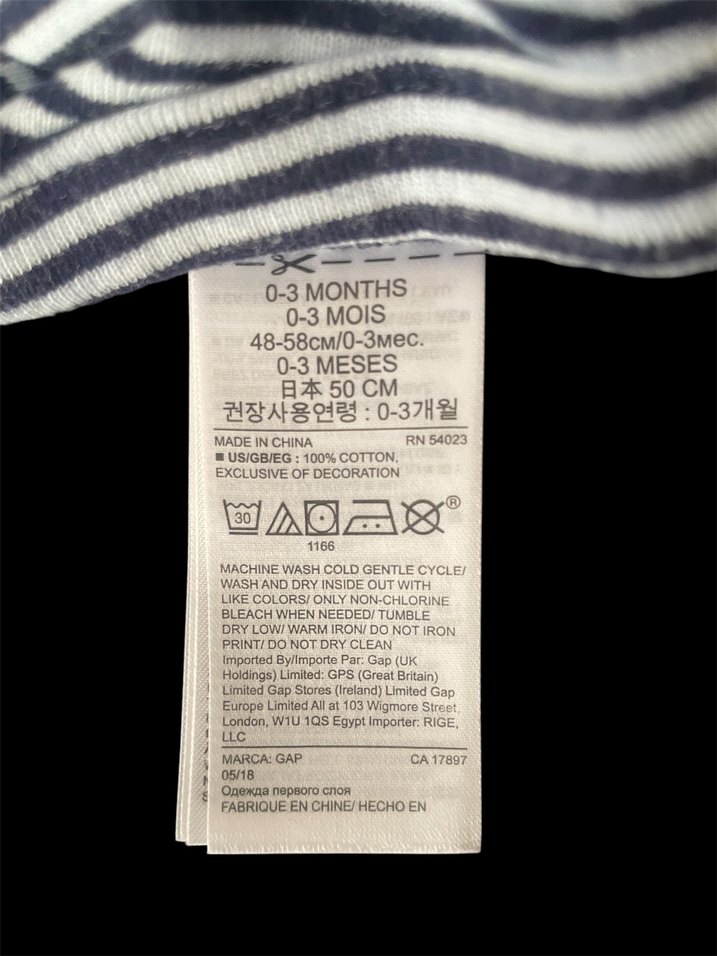 0-3 MONTHS
0-3 MOIS
48-58см/0-3мес.
0-3 MESES
日本 50 CM
권장사용연령 : 0-3개월
MADE IN CHINA RN 54023
■ US/GB/EG : 100% COTTON,
EXCLUSIVE OF DECORATION
30 ®
1166
MACHINE WASH COLD GENTLE CYCLE/
WASH AND DRY INSIDE OUT WITH
LIKE COLORS/ ONLY NON-CHLORINE
BLEACH WHEN NEEDED/ TUMBLE
DRY LOW/ WARM IRON/ DO NOT IRON
PRINT/ DO NOT DRY CLEAN
Imported By/Importe Par: Gap (UK
Holdings) Limited: GPS (Great Britain)
Limited Gap Stores (Ireland) Limited Gap
Europe Limited All at 103 Wigmore Street,
London, W1U 1QS Egypt Importer: RIGE,
LLC
MARCA: GAP CA 17897
05/18
Одежда первого слоя
FABRIQUE EN CHINE/ HECHO EN